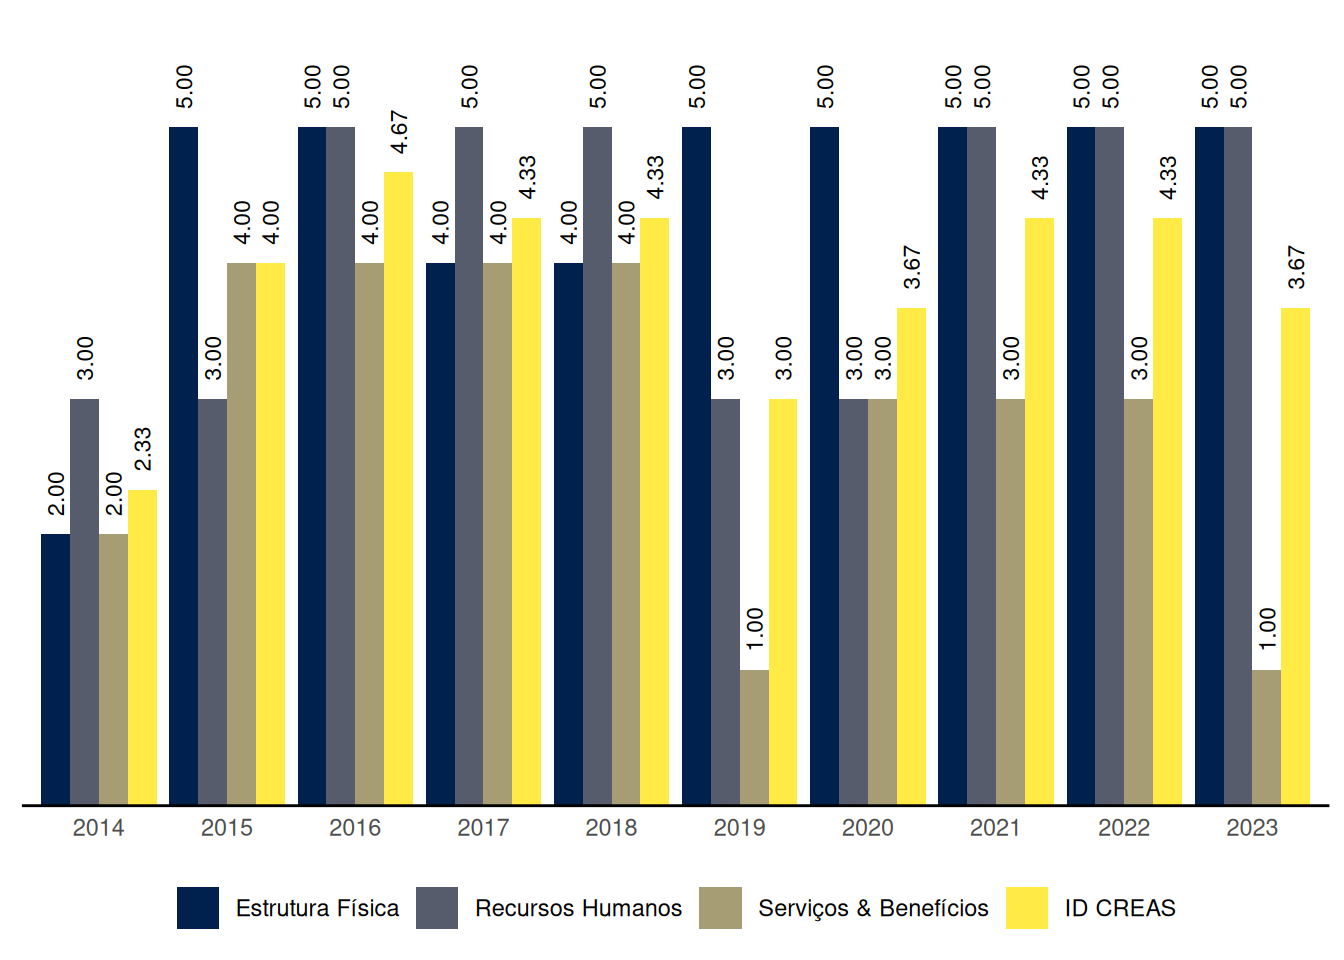 5.00 5.00 5.00 5.00 5.00 5.00 5.00 5.00 5.00 5.00 5.00 5.00 5.00
4.67
4.33 4.33 4.33 4.33
4.00 4.00 4.00 4.00 4.00 4.00 4.00
3.67 3.67
3.00 3.00 3.00 3.00 3.00 3.00 3.00 3.00
2.33
2.00 2.00
1.00 1.00
2014 2015 2016 2017 2018 2019 2020 2021 2022 2023
Estrutura Física Recursos Humanos Serviços & Benefícios ID CREAS